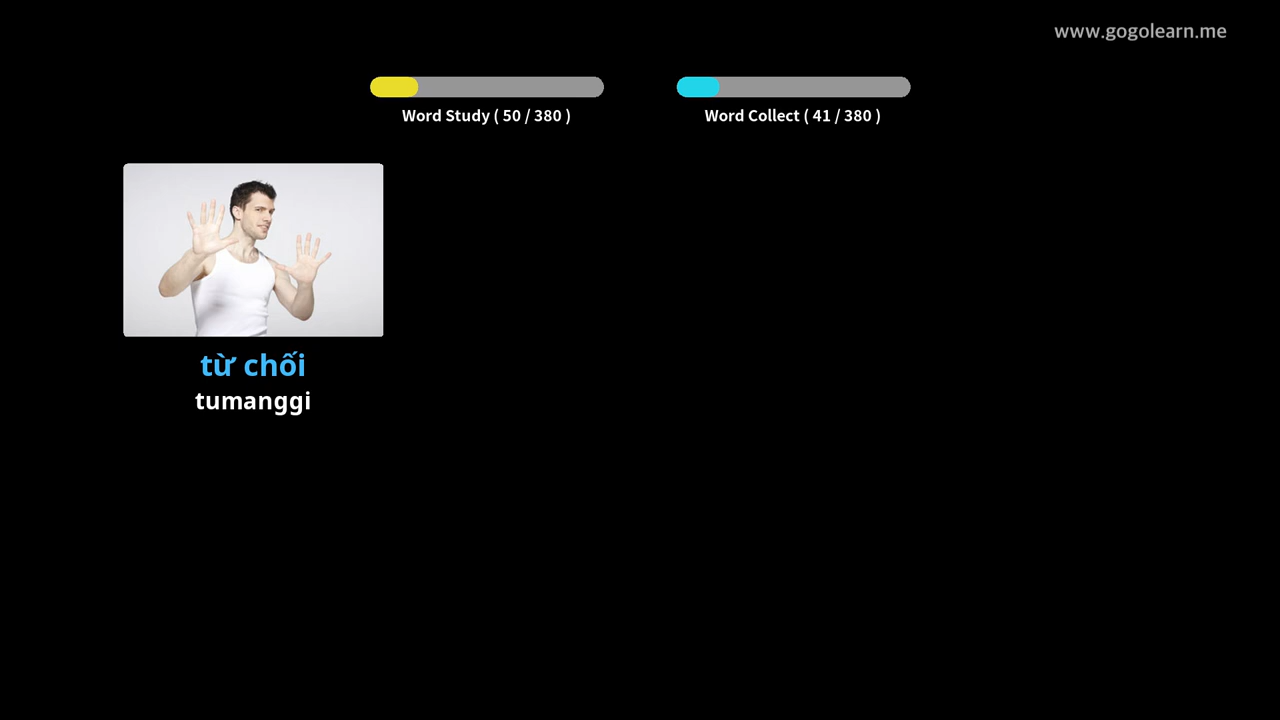 www.gogolearn.me
Word Study ( 50 / 380 )
Word Collect ( 41 / 380 )
từ chối
tumanggi